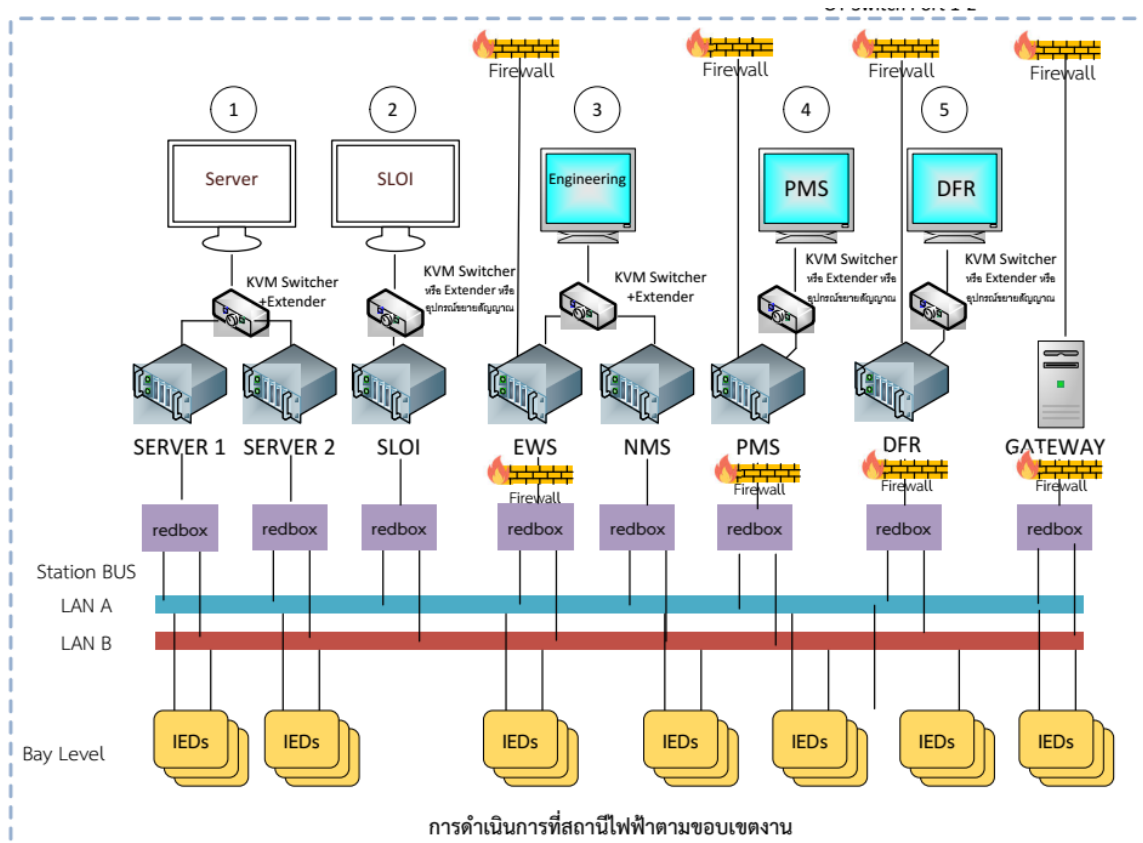 Firewall
Firewall
Firewall
Firewall
1
2
3
4
5
Server
SLOI
Engineering
PMS
DFR
KVM Switcher
+Extender
KVM Switcher
หรือ Extender หรือ
อุปกรณ์ขยายสัญญาณ
KVM Switcher
+Extender
KVM Switcher
หรือ Extender หรือ
อุปกรณ์ขยายสัญญาณ
KVM Switcher
หรือ Extender หรือ
อุปกรณ์ขยายสัญญาณ
SERVER 1
SERVER 2
SLOI
EWS
NMS
PMS
DFR
GATEWAY
Firewall
Firewall
Firewall
Firewall
redbox
redbox
redbox
redbox
redbox
redbox
redbox
redbox
Station BUS
LAN A
LAN B
Bay Level
IEDs
IEDs
IEDs
IEDs
IEDs
IEDs
IEDs
การดำเนินการที่สถานีไฟฟ้าตามขอบเขตงาน